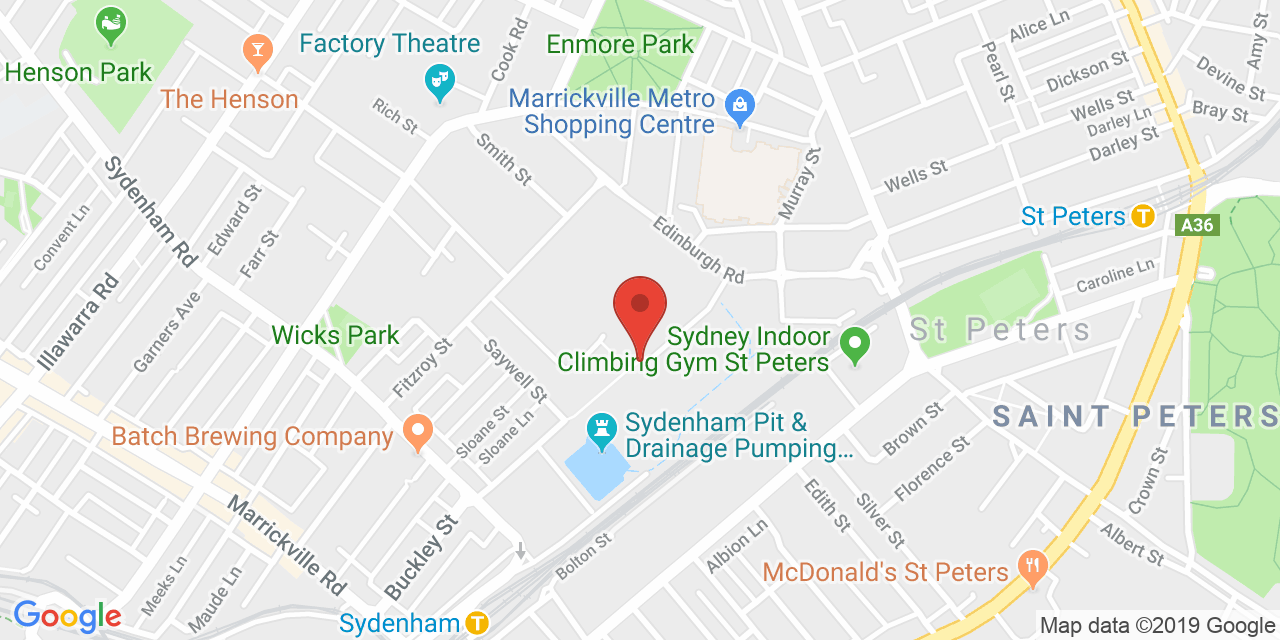 Alice Ln
Amy St
Cook Rd
Factory Theatre
Enmore Park
Pearl St
Dickson St
Devine St
Henson Park
The Henson
Rich St
Marrickville Metro
Shopping Centre
Wells St
Darley Ln
Bray St
Darley St
Smith St
Murray St
Wells St
Sydenham Rd
Edward St
Convent Ln
Farr St
Edinburgh Rd
St Peters
T
A36
Caroline Ln
Illawarra Rd
Garners Ave
Wicks Park
Fitzroy St
Saywell St
Sydney Indoor
Climbing Gym St Peters
St Peters
SAINT PETERS
Batch Brewing Company
Sloane St
Sloane Ln
Sydenham Pit &
Drainage Pumping...
Brown St
Florence St
Crown St
Marrickville Rd
Buckley St
Edith St
Silver St
Bolton St
Albion Ln
Albert St
Meeks Ln
Maude Ln
McDonald's St Peters
Google
Sydenham
T
Map data ©2019 Google